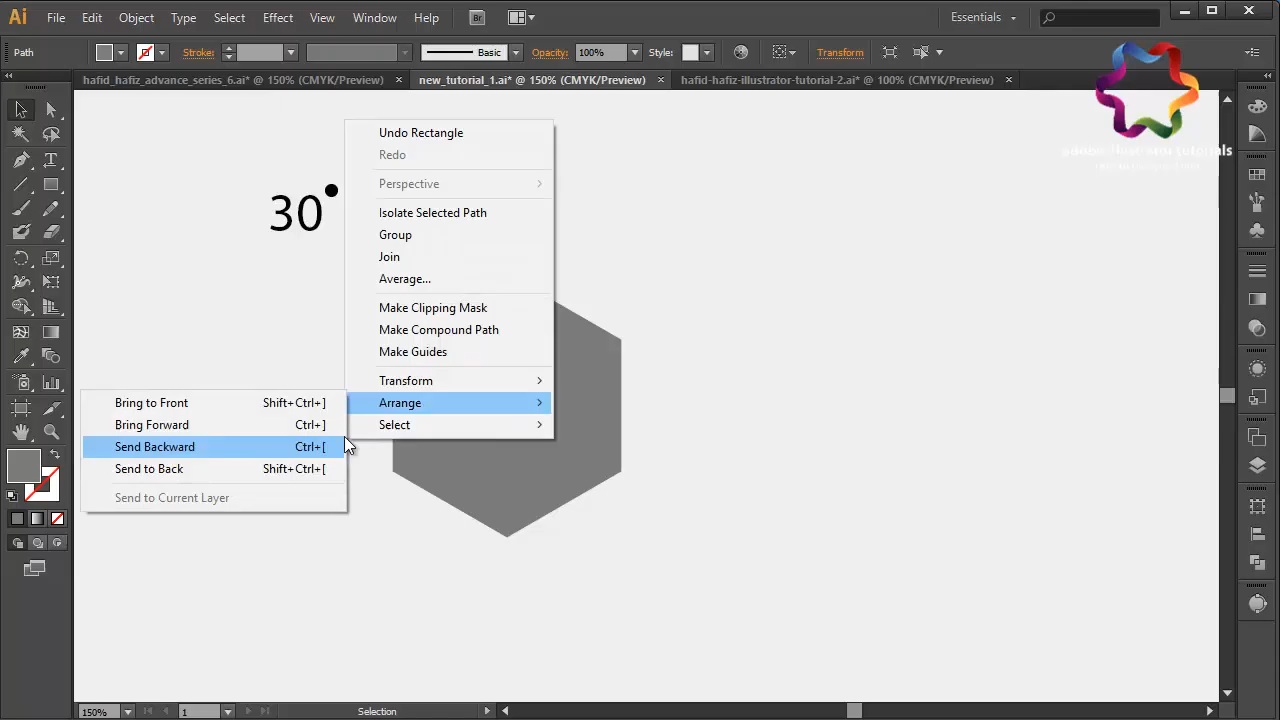 Ai File Edit Object Type Select Effect View Window Help Br Essentials
Path Stroke: Basic Opacity: 100% Style: Transform
hafid_hafiz_advance_series_6.ai* @ 150% (CMYK/Preview) × new_tutorial_1.ai* @ 150% (CMYK/Preview) × hafid-hafiz-illustrator-tutorial-2.ai* @ 100% (CMYK/Preview) ×
30°
Undo Rectangle
Redo
Perspective
Isolate Selected Path
Group
Join
Average...
Make Clipping Mask
Make Compound Path
Make Guides
Transform
Arrange
Select
Bring to Front Shift+Ctrl+]
Bring Forward Ctrl+]
Send Backward Ctrl+[
Send to Back Shift+Ctrl+[
Send to Current Layer
150% 1 Selection